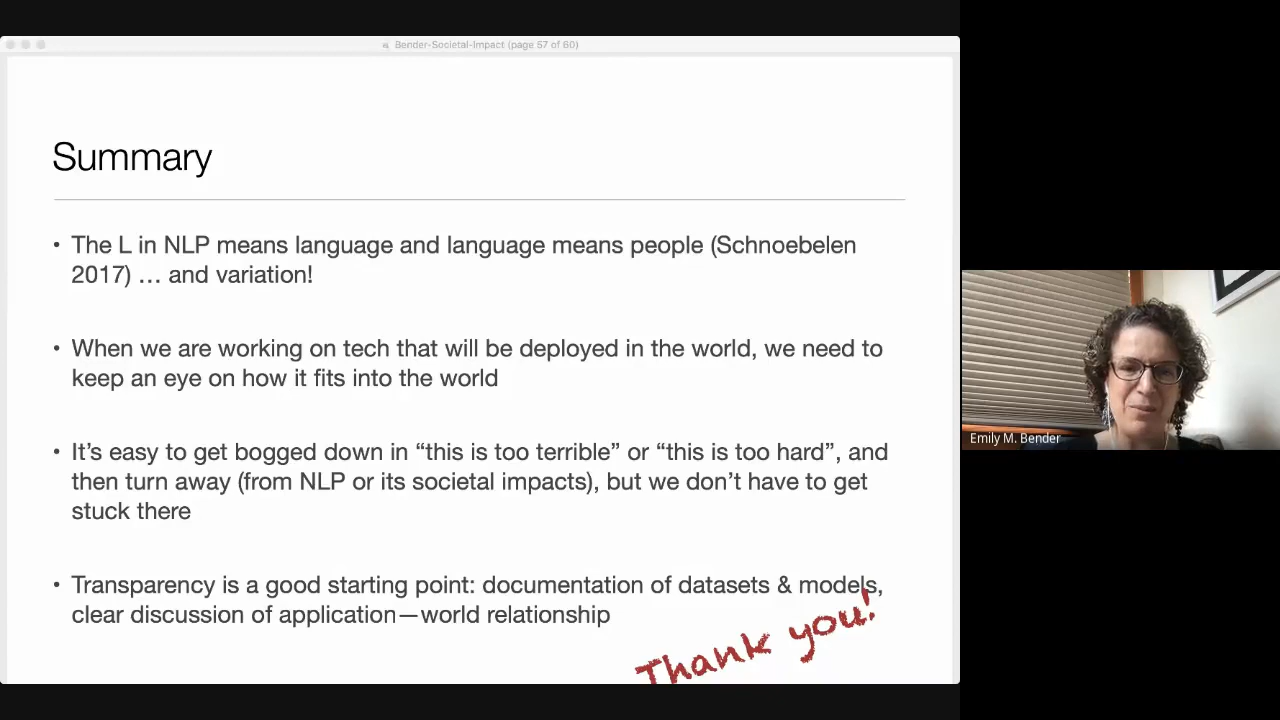 Bender-Societal-Impact (page 57 of 60)
Summary
• The L in NLP means language and language means people (Schnoebelen
2017) … and variation!
• When we are working on tech that will be deployed in the world, we need to
keep an eye on how it fits into the world
• It’s easy to get bogged down in “this is too terrible” or “this is too hard”, and
then turn away (from NLP or its societal impacts), but we don’t have to get
stuck there
• Transparency is a good starting point: documentation of datasets & models,
clear discussion of application—world relationship
Thank you!
Emily M. Bender